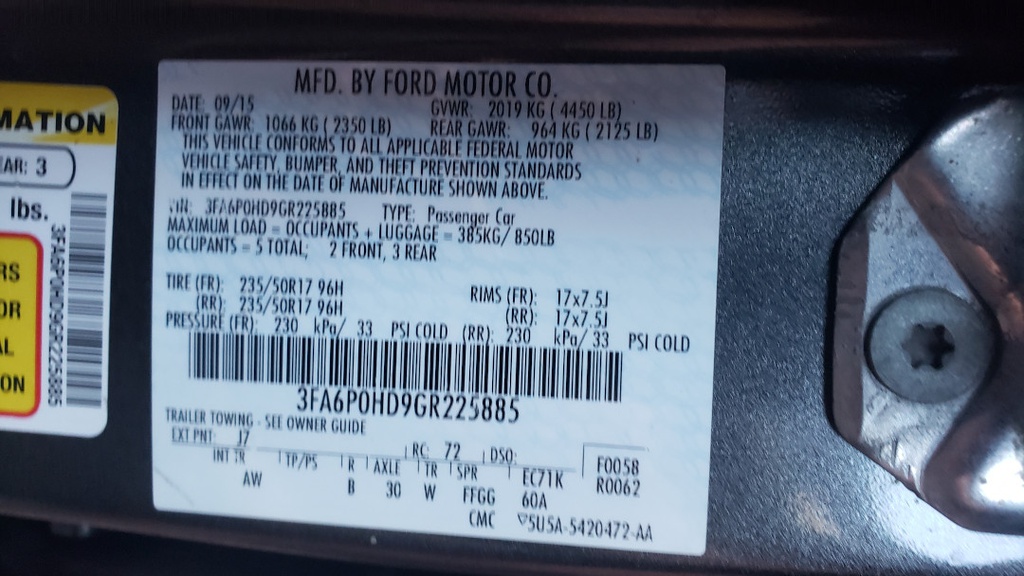 MATION
EAR: 3
lbs.
RS
OR
AL
ON
3FA6P0HD9GR225885
MFD. BY FORD MOTOR CO.
DATE: 09/15 GVWR: 2019 KG ( 4450 LB)
FRONT GAWR: 1066 KG ( 2350 LB) REAR GAWR: 964 KG ( 2125 LB)
THIS VEHICLE CONFORMS TO ALL APPLICABLE FEDERAL MOTOR
VEHICLE SAFETY, BUMPER, AND THEFT PREVENTION STANDARDS
IN EFFECT ON THE DATE OF MANUFACTURE SHOWN ABOVE.
VIN: 3FA6P0HD9GR225885 TYPE: Passenger Car
MAXIMUM LOAD = OCCUPANTS + LUGGAGE = 385KG/ 850LB
OCCUPANTS = 5 TOTAL; 2 FRONT, 3 REAR
TIRE (FR): 235/50R17 96H RIMS (FR): 17x7.5J
(RR): 235/50R17 96H (RR): 17x7.5J
PRESSURE (FR): 230 kPa/ 33 PSI COLD (RR): 230 kPa/ 33 PSI COLD
3FA6P0HD9GR225885
TRAILER TOWING - SEE OWNER GUIDE
EXT PNT: J7 RC: 72 DSO: F0058
INT TR TP/PS R AXLE TR SPR EC71K R0062
AW B 30 W FFGG 60A
CMC ▽5U5A-5420472-AA